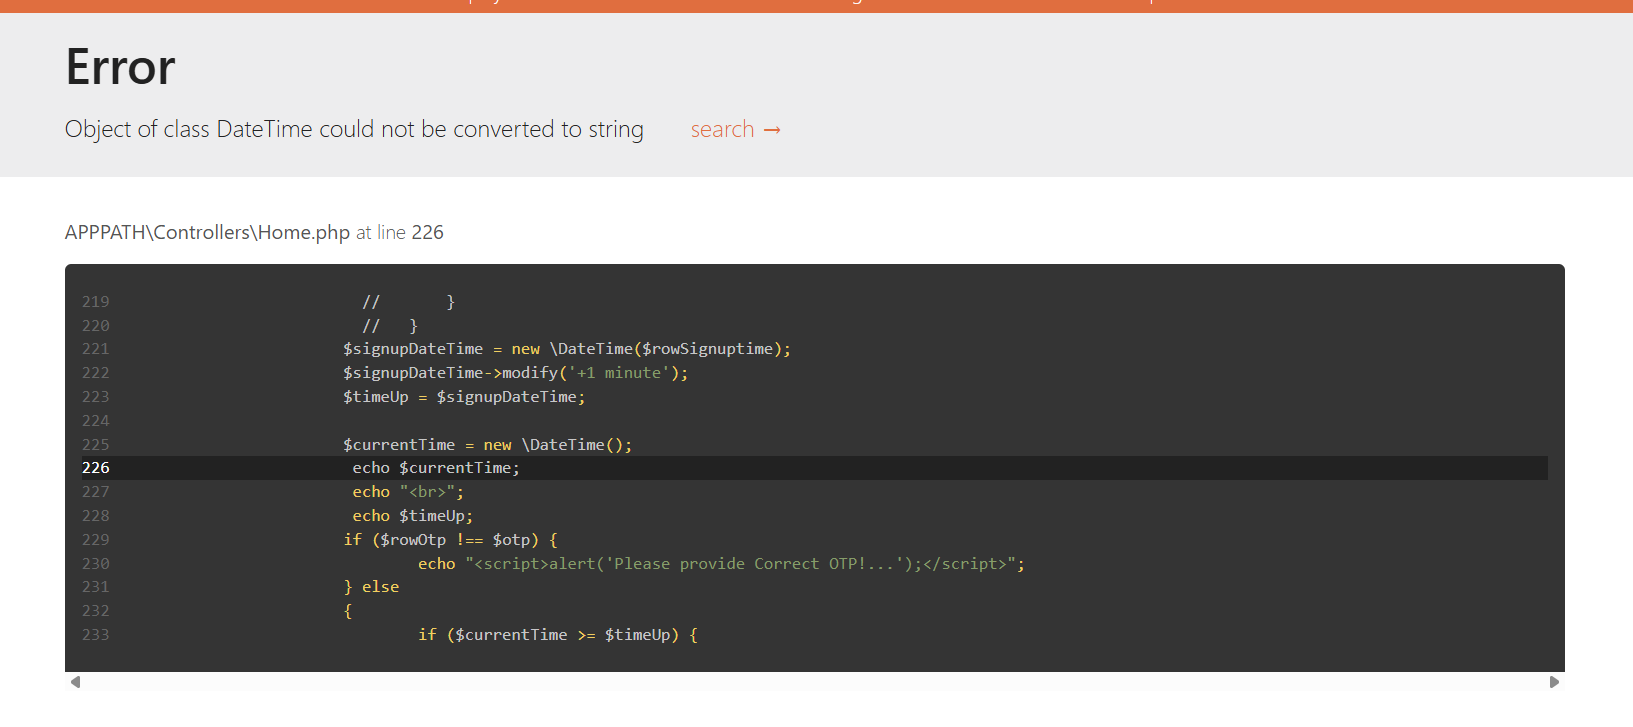 Error
Object of class DateTime could not be converted to string search →
APPPATH\Controllers\Home.php at line 226
219 // }
220 // }
221 $signupDateTime = new \DateTime($rowSignuptime);
222 $signupDateTime->modify('+1 minute');
223 $timeUp = $signupDateTime;
224
225 $currentTime = new \DateTime();
226 echo $currentTime;
227 echo "<br>";
228 echo $timeUp;
229 if ($rowOtp !== $otp) {
230 echo "<script>alert('Please provide Correct OTP!...');</script>";
231 } else
232 {
233 if ($currentTime >= $timeUp) {